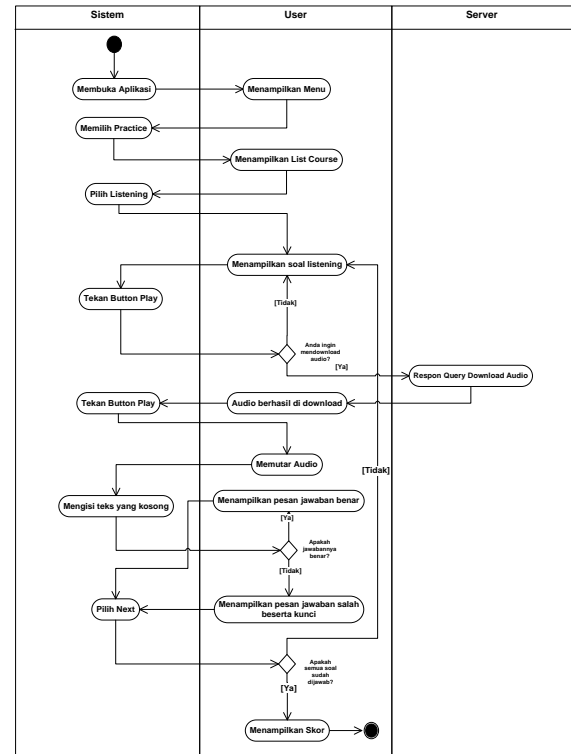 Sistem
User
Server
Membuka Aplikasi
Menampilkan Menu
Memilih Practice
Menampilkan List Course
Pilih Listening
Menampilkan soal listening
Tekan Button Play
[Tidak]
Anda ingin
mendownload
audio?
[Ya]
Respon Query Download Audio
Tekan Button Play
Audio berhasil di download
Memutar Audio
[Tidak]
Mengisi teks yang kosong
Menampilkan pesan jawaban benar
[Ya]
Apakah
jawabannya
benar?
[Tidak]
Pilih Next
Menampilkan pesan jawaban salah
beserta kunci
Apakah
semua soal
sudah
dijawab?
[Ya]
Menampilkan Skor